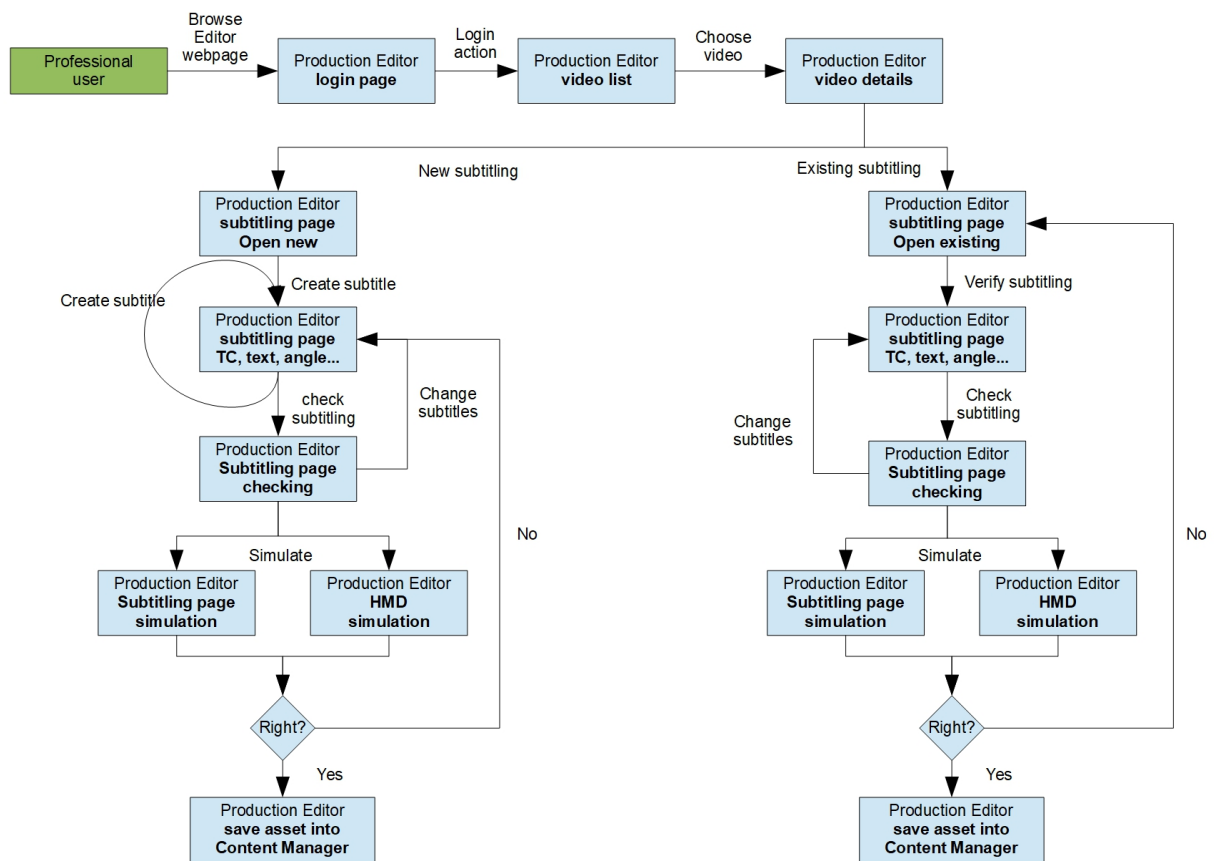 Browse
Editor
webpage
Login
action
Choose
video
Professional
user
Production Editor
login page
Production Editor
video list
Production Editor
video details
New subtitling
Existing subtitling
Production Editor
subtitling page
Open new
Production Editor
subtitling page
Open existing
Create subtitle
Create subtitle
Verify subtitling
Production Editor
subtitling page
TC, text, angle...
Production Editor
subtitling page
TC, text, angle...
check
subtitling
Change
subtitles
Check
subtitling
Change
subtitles
Production Editor
Subtitling page
checking
Production Editor
Subtitling page
checking
No
No
Simulate
Simulate
Production Editor
Subtitling page
simulation
Production Editor
HMD
simulation
Production Editor
Subtitling page
simulation
Production Editor
HMD
simulation
Right?
Right?
Yes
Yes
Production Editor
save asset into
Content Manager
Production Editor
save asset into
Content Manager